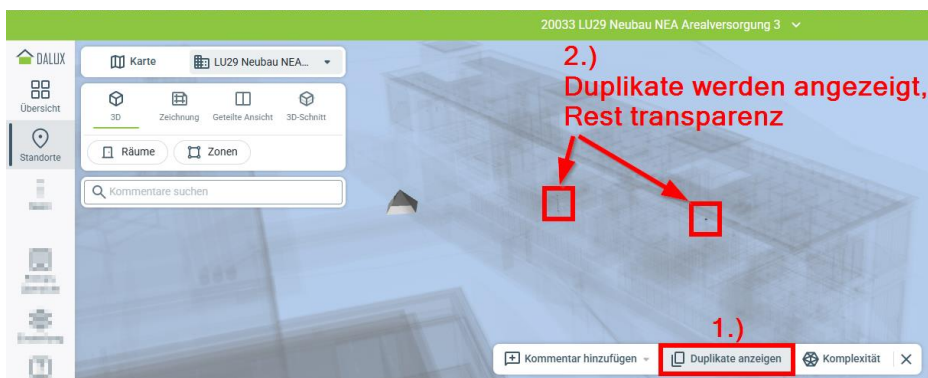 20033 LU29 Neubau NEA Arealversorgung 3
DALUX
Karte
LU29 Neubau NEA...
2.)
Duplikate werden angezeigt,
Rest transparenz
Übersicht
3D
Zeichnung
Geteilte Ansicht
3D-Schnitt
Standorte
Räume
Zonen
Kommentare suchen
1.)
Kommentar hinzufügen
Duplikate anzeigen
Komplexität